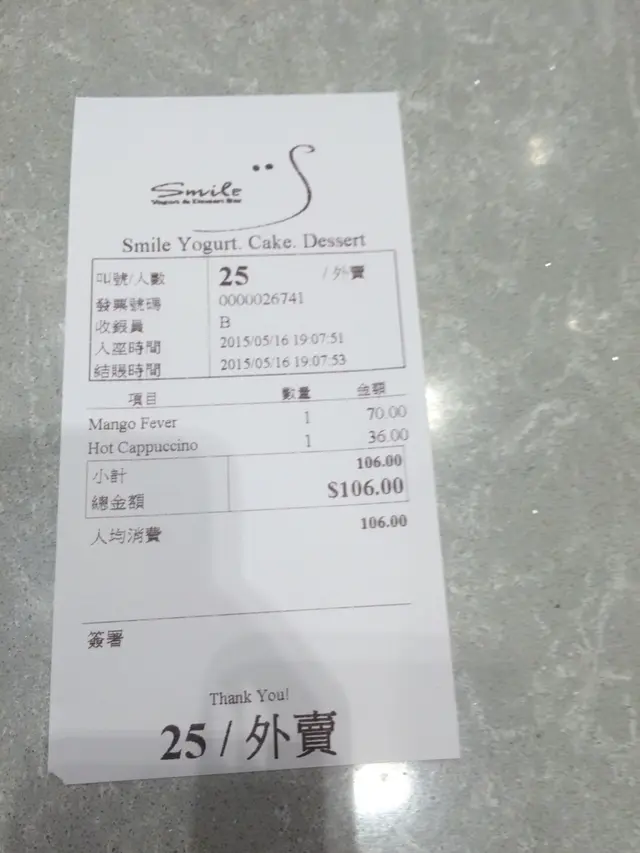 Smile
Yogurt & Dessert Bar
Smile Yogurt. Cake. Dessert
叫號/人數 25 /外賣
發票號碼 0000026741
收銀員 B
入座時間 2015/05/16 19:07:51
結賬時間 2015/05/16 19:07:53
項目 數量 金額
Mango Fever 1 70.00
Hot Cappuccino 1 36.00
小計 106.00
總金額 $106.00
人均消費 106.00
簽署
Thank You!
25 / 外賣